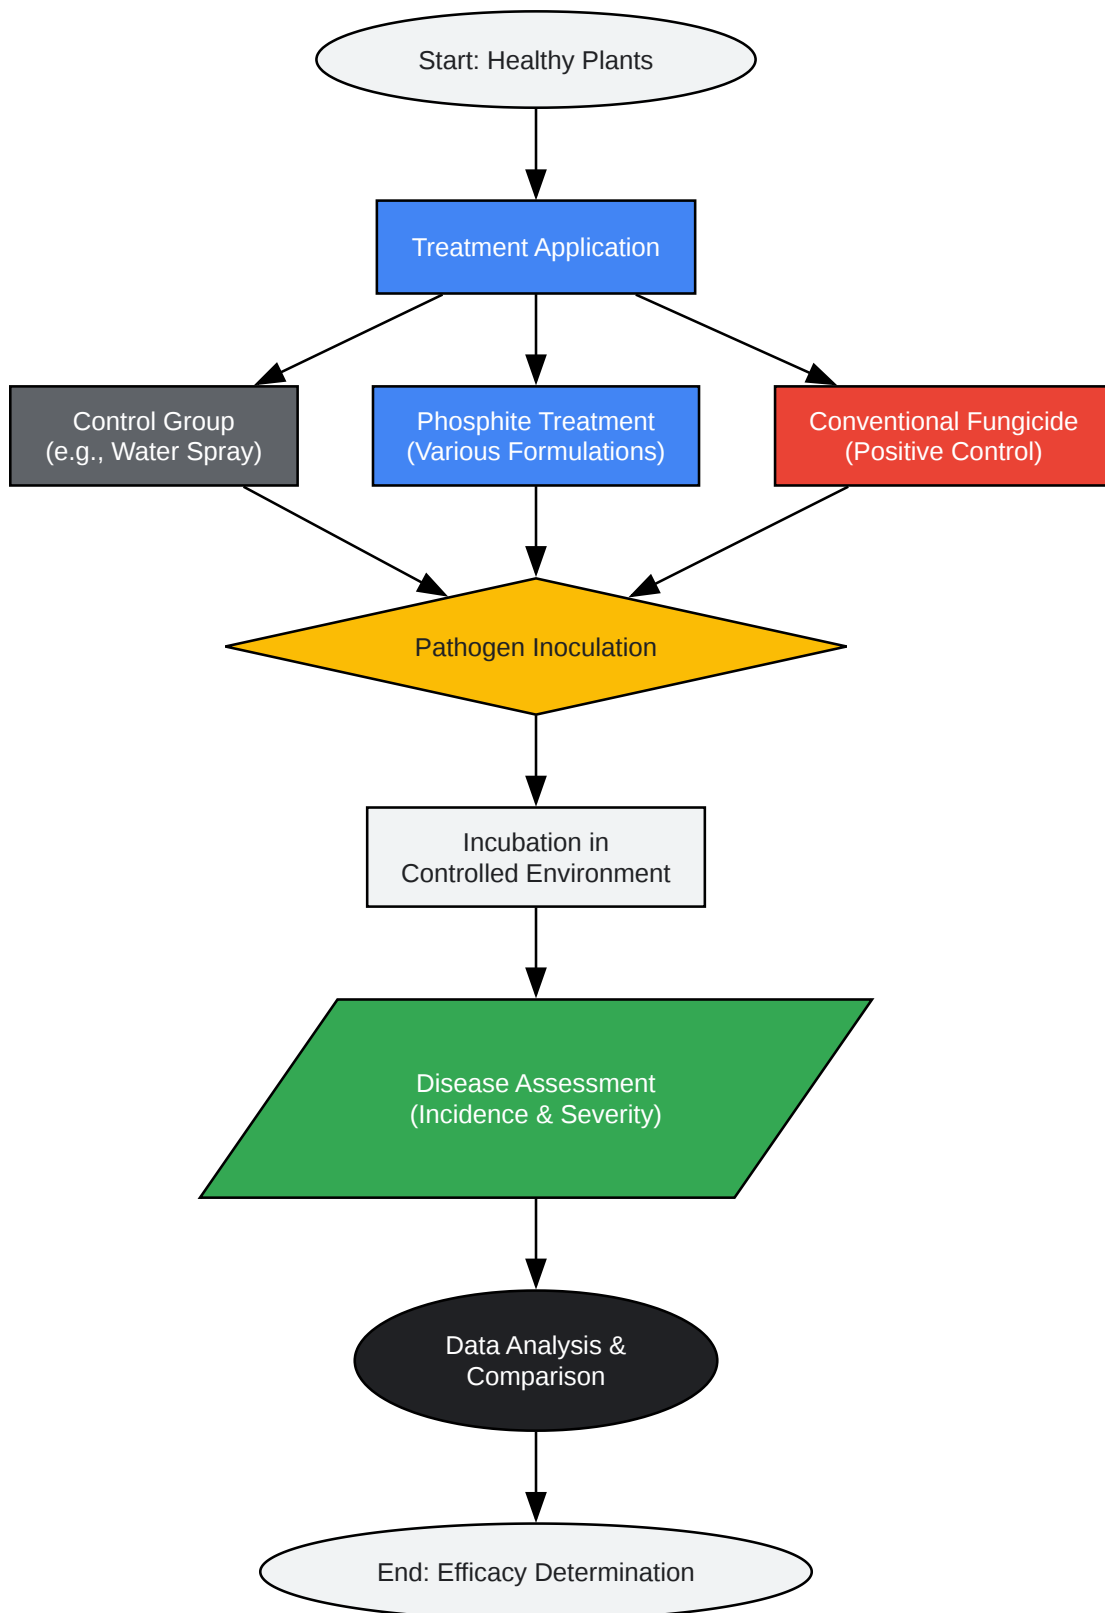 Start: Healthy Plants
Treatment Application
Control Group
(e.g., Water Spray)
Phosphite Treatment
(Various Formulations)
Conventional Fungicide
(Positive Control)
Pathogen Inoculation
Incubation in
Controlled Environment
Disease Assessment
(Incidence & Severity)
Data Analysis &
Comparison
End: Efficacy Determination